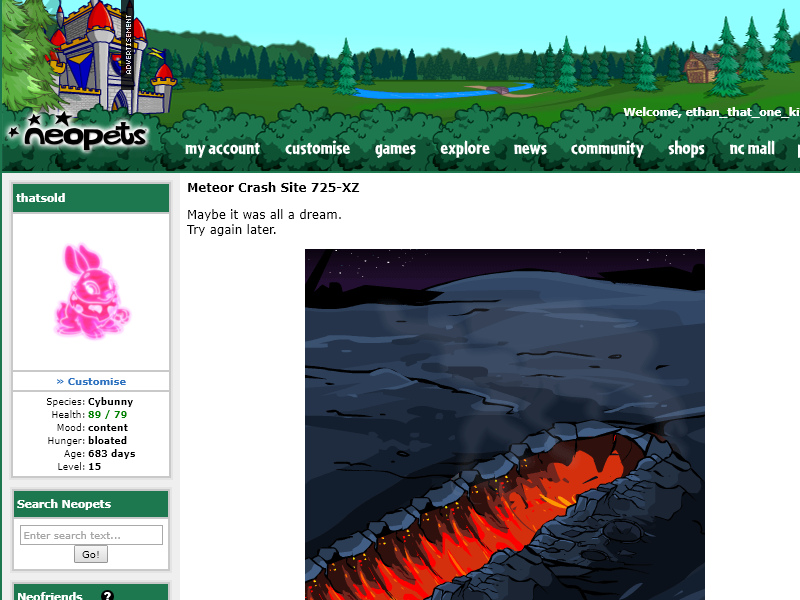 ADVERTISEMENT
Welcome, ethan_that_one_ki
neopets
my account customise games explore news community shops nc mall
thatsold
» Customise
Species: Cybunny
Health: 89 / 79
Mood: content
Hunger: bloated
Age: 683 days
Level: 15
Search Neopets
Enter search text...
Go!
Neofriends ?
Meteor Crash Site 725-XZ
Maybe it was all a dream.
Try again later.